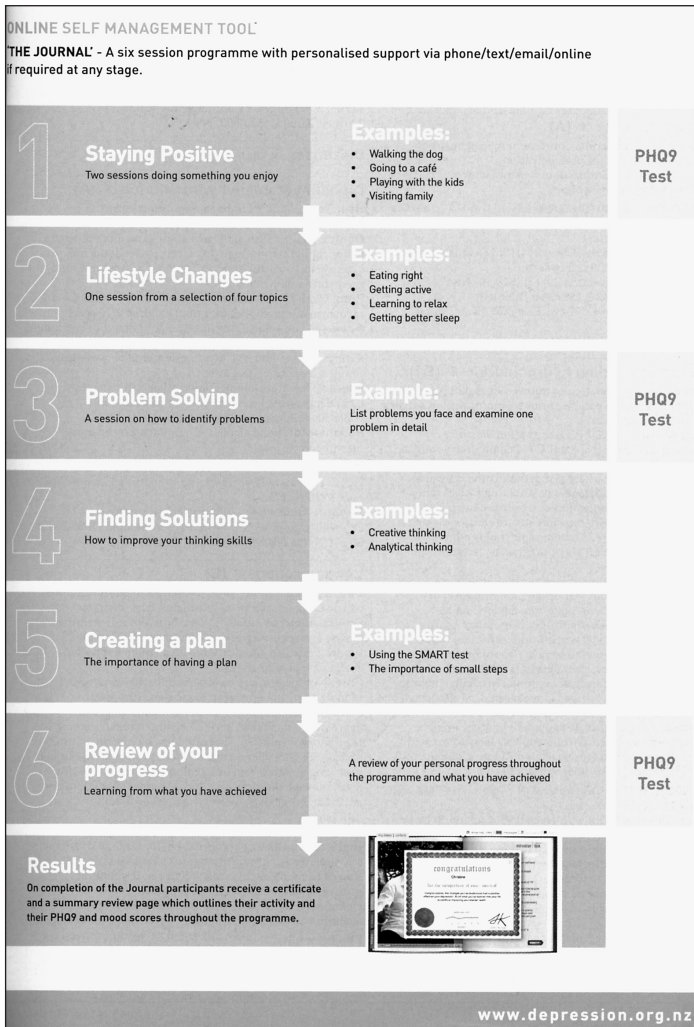 ONLINE SELF MANAGEMENT TOOL
'THE JOURNAL' - A six session programme with personalised support via phone/text/email/online
if required at any stage.
1
Staying Positive
Two sessions doing something you enjoy
Examples:
• Walking the dog
• Going to a café
• Playing with the kids
• Visiting family
PHQ9
Test
2
Lifestyle Changes
One session from a selection of four topics
Examples:
• Eating right
• Getting active
• Learning to relax
• Getting better sleep
3
Problem Solving
A session on how to identify problems
Example:
List problems you face and examine one
problem in detail
PHQ9
Test
4
Finding Solutions
How to improve your thinking skills
Examples:
• Creative thinking
• Analytical thinking
5
Creating a plan
The importance of having a plan
Examples:
• Using the SMART test
• The importance of small steps
6
Review of your
progress
Learning from what you have achieved
A review of your personal progress throughout
the programme and what you have achieved
PHQ9
Test
Results
On completion of the Journal participants receive a certificate
and a summary review page which outlines their activity and
their PHQ9 and mood scores throughout the programme.
congratulations
www.depression.org.nz